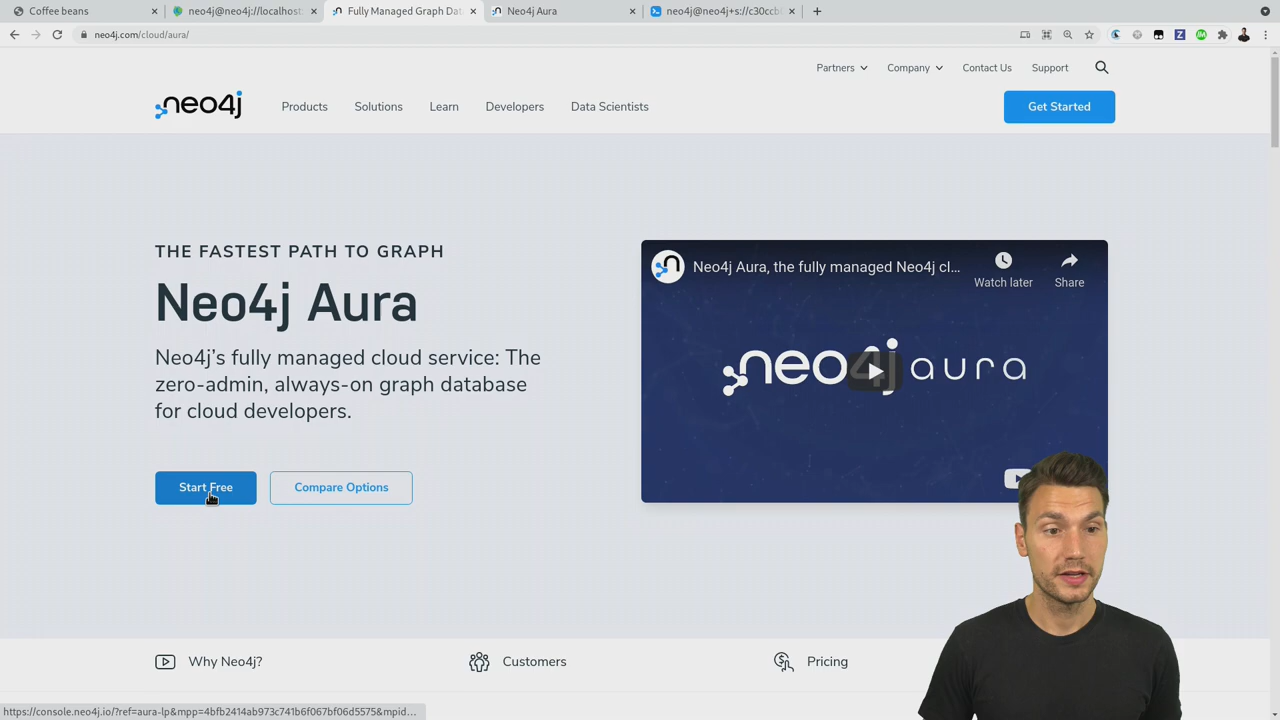 Coffee beans
neo4j@neo4j://localhost:
Fully Managed Graph Dat
Neo4j Aura
neo4j@neo4j+s://c30ccb
neo4j.com/cloud/aura/
Partners
Company
Contact Us
Support
neo4j
Products
Solutions
Learn
Developers
Data Scientists
Get Started
THE FASTEST PATH TO GRAPH
Neo4j Aura
Neo4j’s fully managed cloud service: The
zero-admin, always-on graph database
for cloud developers.
Start Free
Compare Options
Neo4j Aura, the fully managed Neo4j cl...
Watch later
Share
neo4j aura
Why Neo4j?
Customers
Pricing
https://console.neo4j.io/?ref=aura-lp&mpp=4bfb2414ab973c741b6f067bf06d5575&mpid...